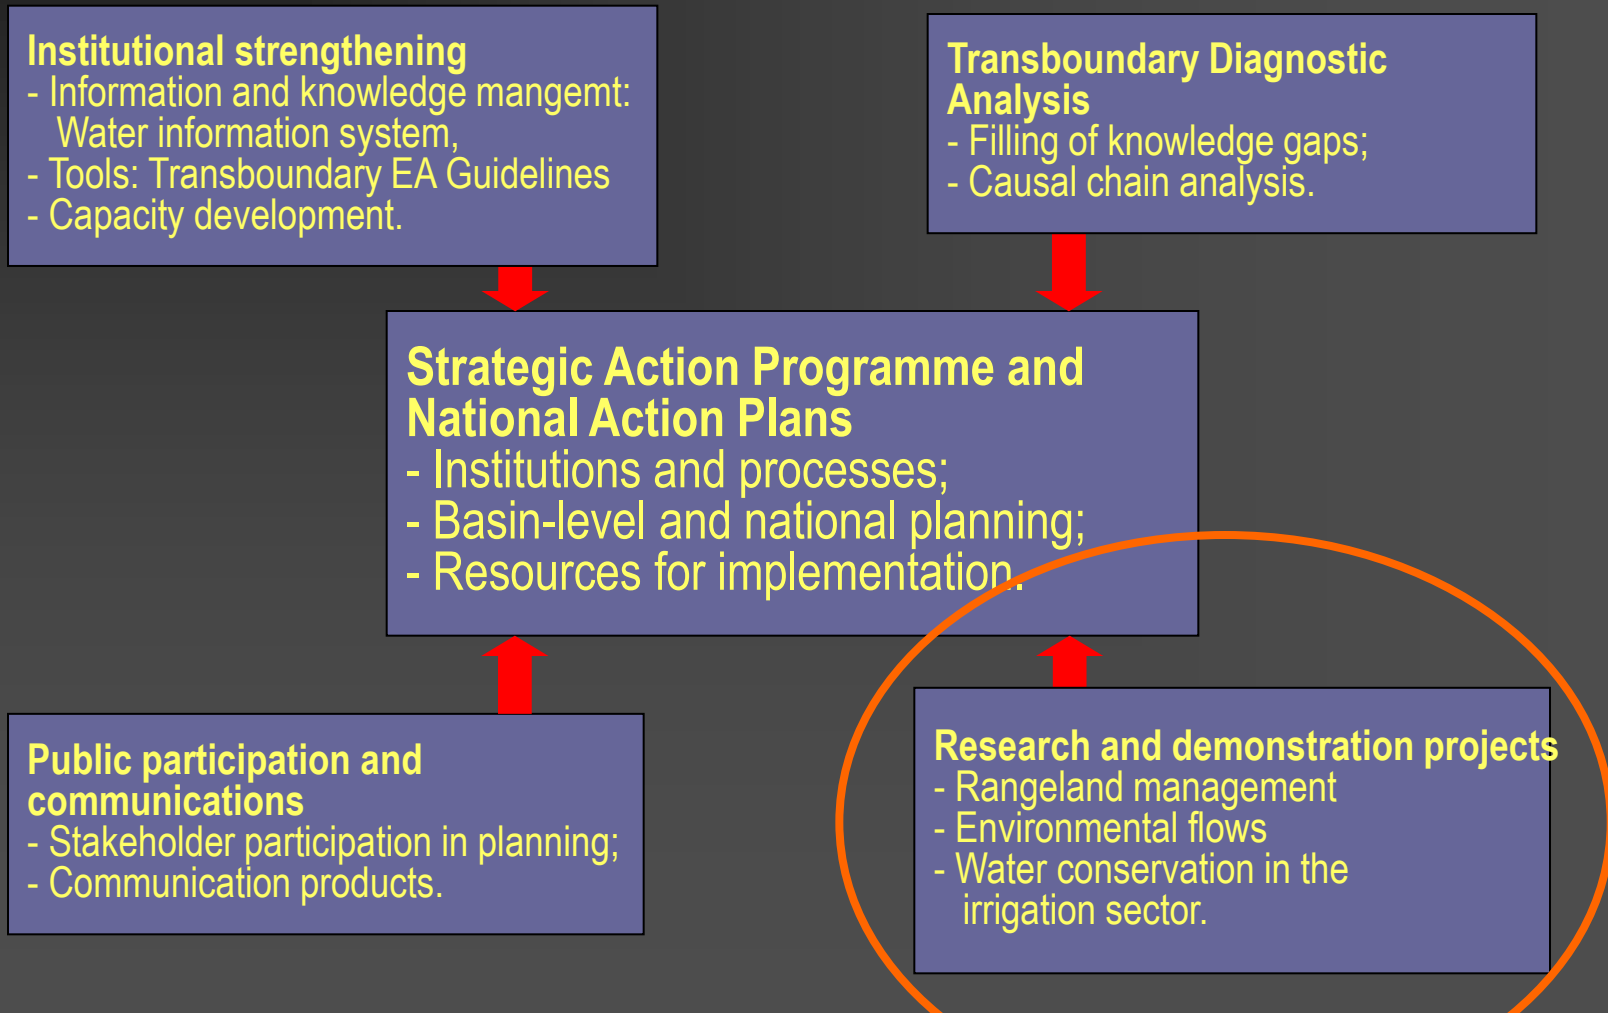 Institutional strengthening
- Information and knowledge mangemt:
Water information system,
- Tools: Transboundary EA Guidelines
- Capacity development.
Transboundary Diagnostic
Analysis
- Filling of knowledge gaps;
- Causal chain analysis.
Strategic Action Programme and
National Action Plans
- Institutions and processes;
- Basin-level and national planning;
- Resources for implementation.
Public participation and
communications
- Stakeholder participation in planning;
- Communication products.
Research and demonstration projects
- Rangeland management
- Environmental flows
- Water conservation in the
irrigation sector.